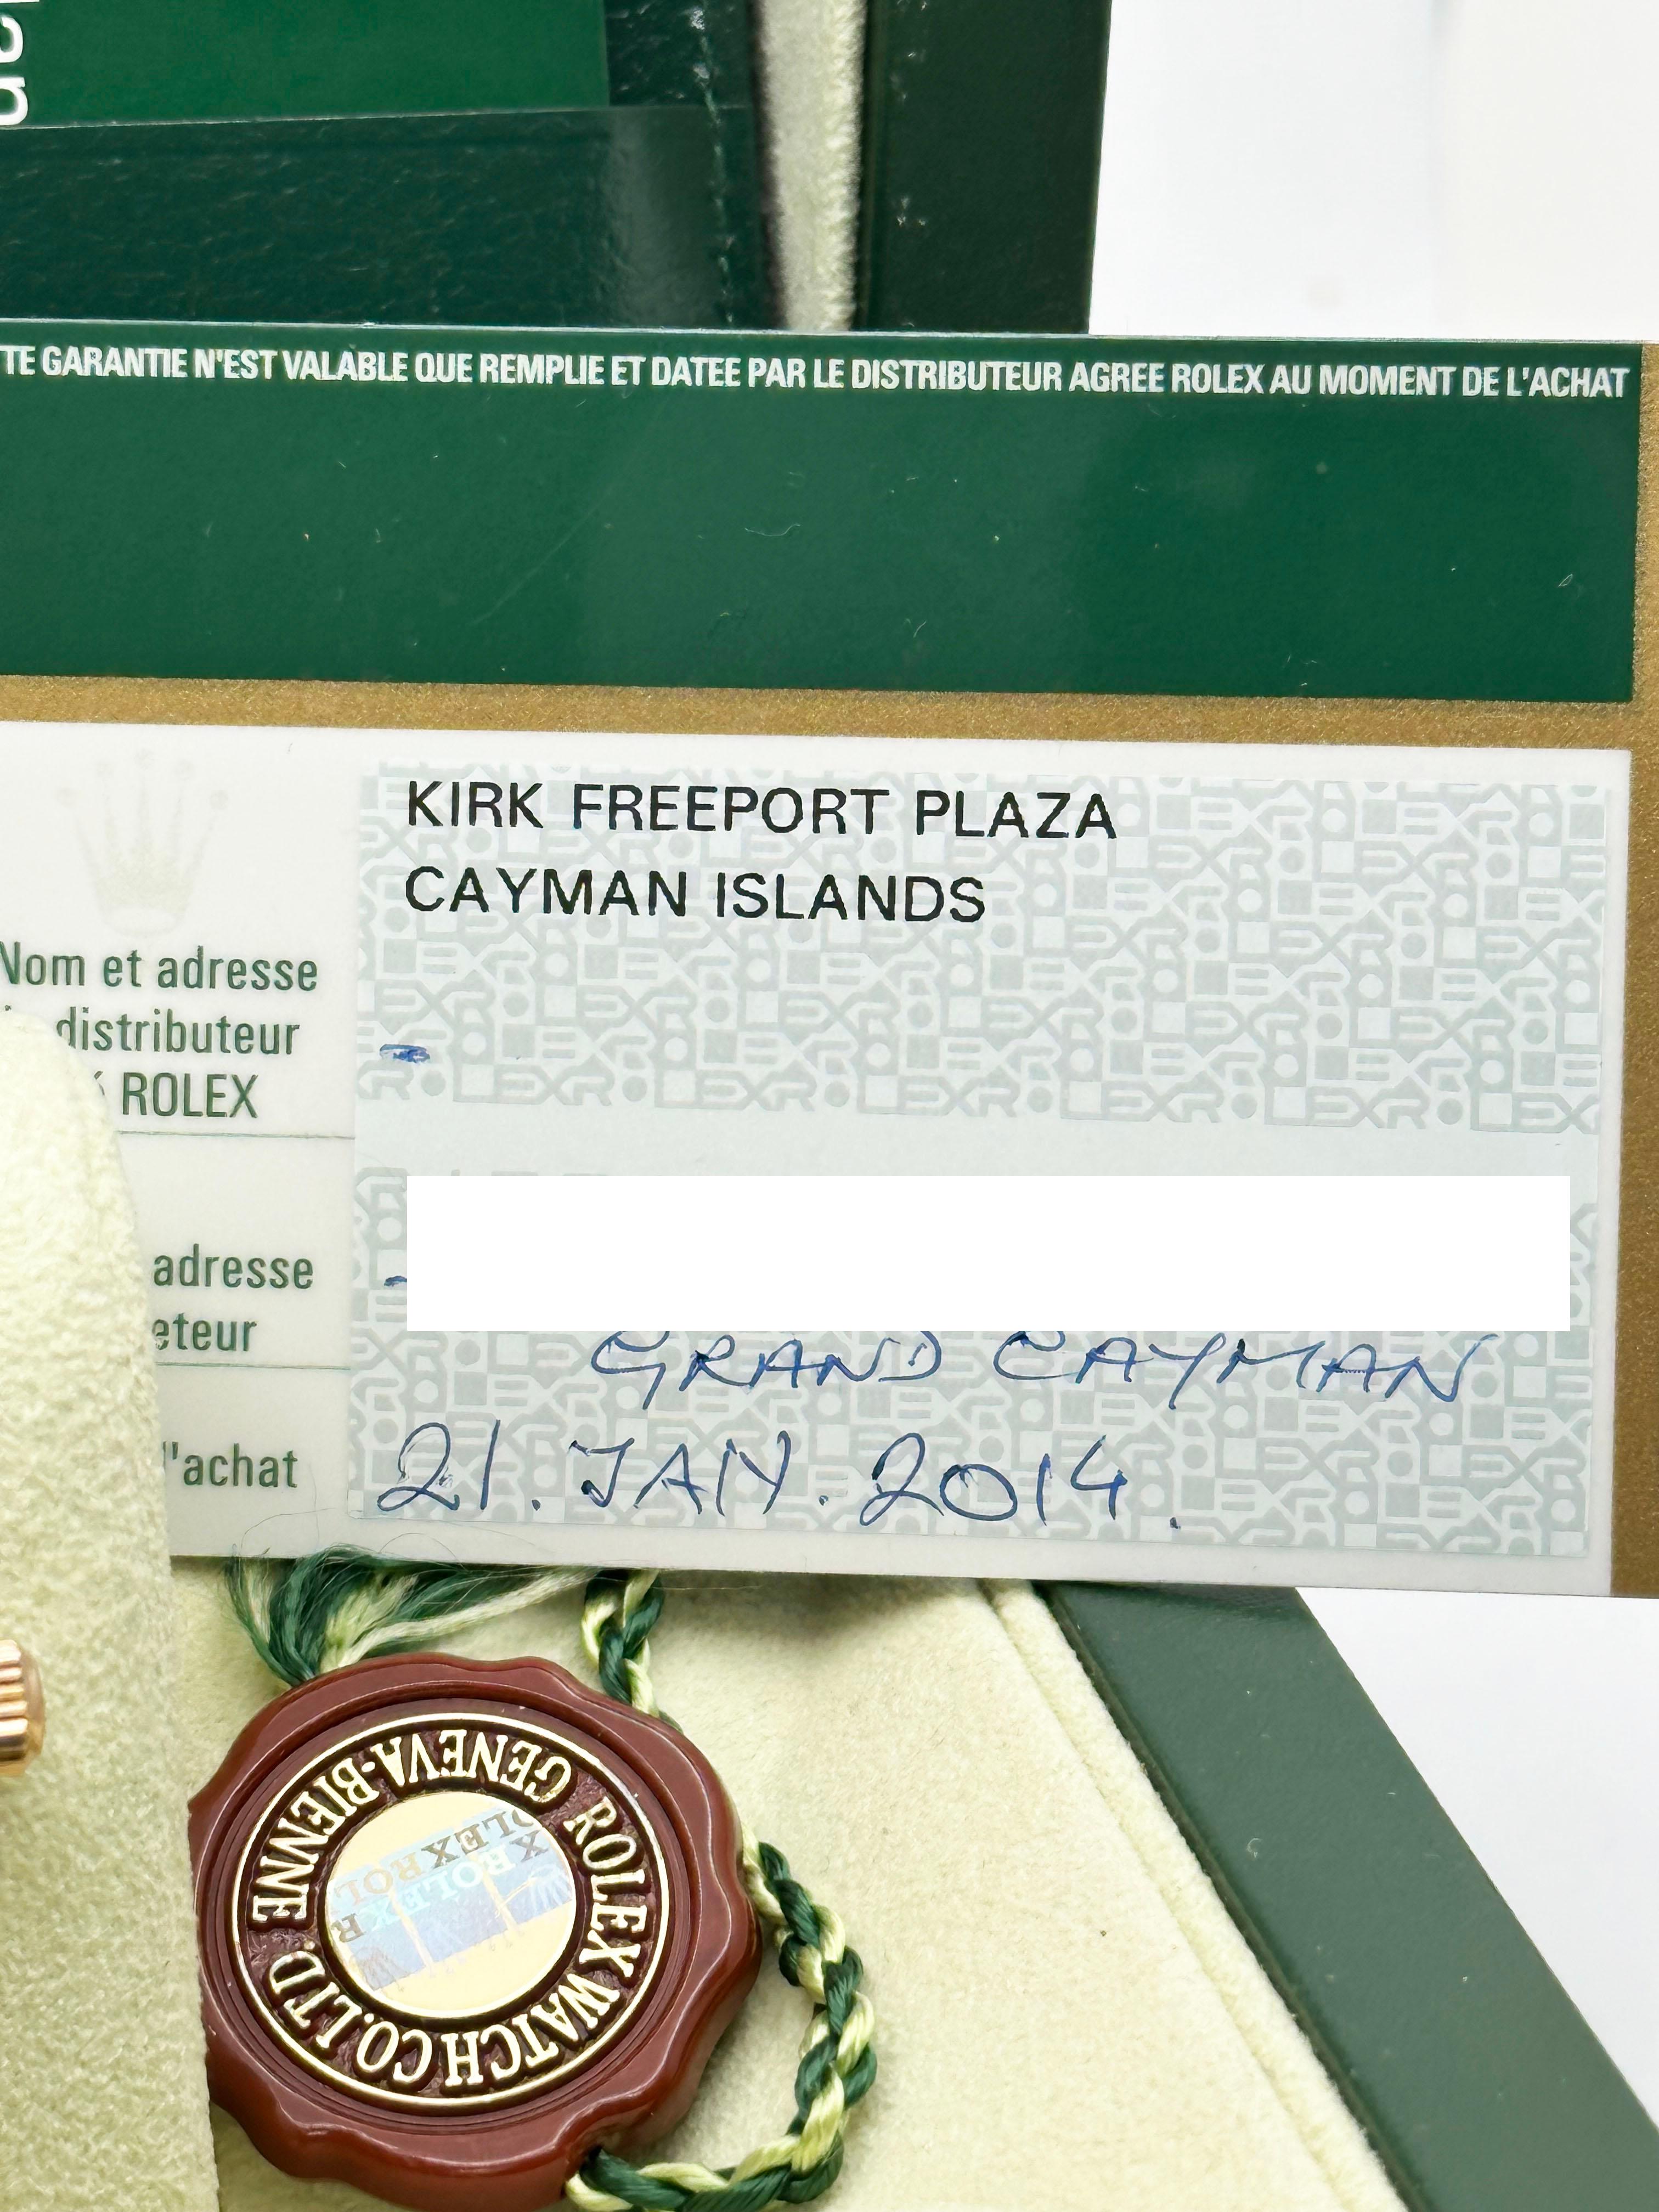 TE GARANTIE N'EST VALABLE QUE REMPLIE ET DATEE PAR LE DISTRIBUTEUR AGREE ROLEX AU MOMENT DE L'ACHAT
KIRK FREEPORT PLAZA
CAYMAN ISLANDS
Nom et adresse
distributeur
ROLEX
adresse
eteur
GRAND CAYMAN
l'achat
21. JAN. 2014.
ROLEX WATCH CO. LTD. GENEVA-BIENNE